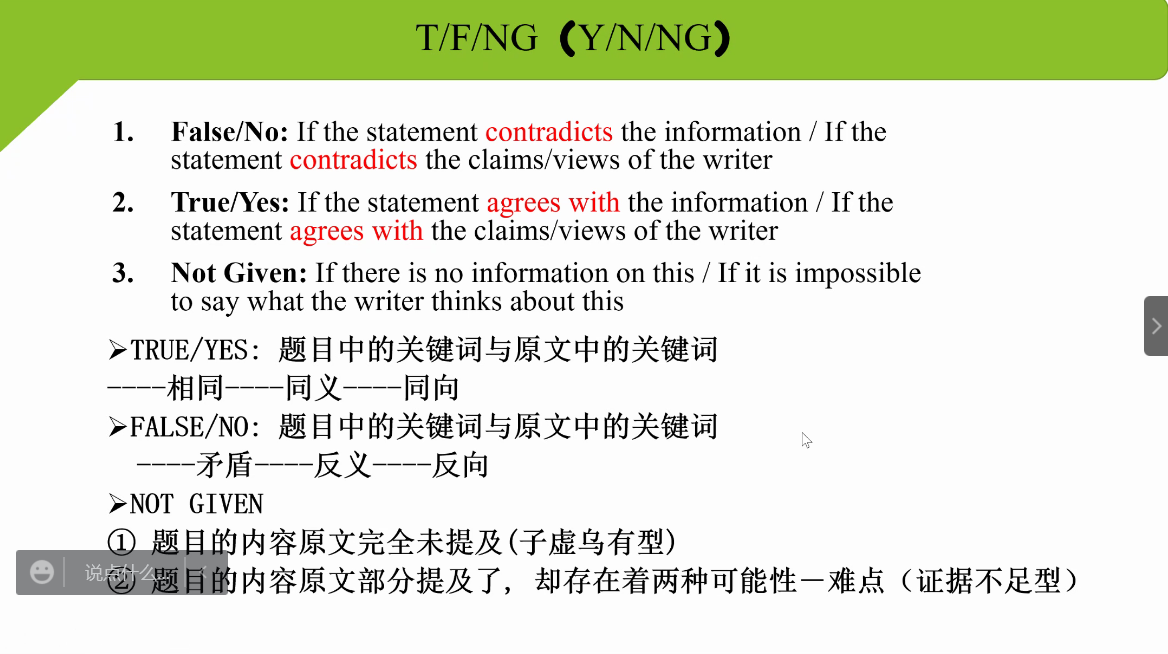 T/F/NG（Y/N/NG）
1. False/No: If the statement contradicts the information / If the
statement contradicts the claims/views of the writer
2. True/Yes: If the statement agrees with the information / If the
statement agrees with the claims/views of the writer
3. Not Given: If there is no information on this / If it is impossible
to say what the writer thinks about this
➢TRUE/YES: 题目中的关键词与原文中的关键词
----相同----同义----同向
➢FALSE/NO: 题目中的关键词与原文中的关键词
----矛盾----反义----反向
➢NOT GIVEN
① 题目的内容原文完全未提及(子虚乌有型)
② 题目的内容原文部分提及了, 却存在着两种可能性－难点（证据不足型）
说点什么...